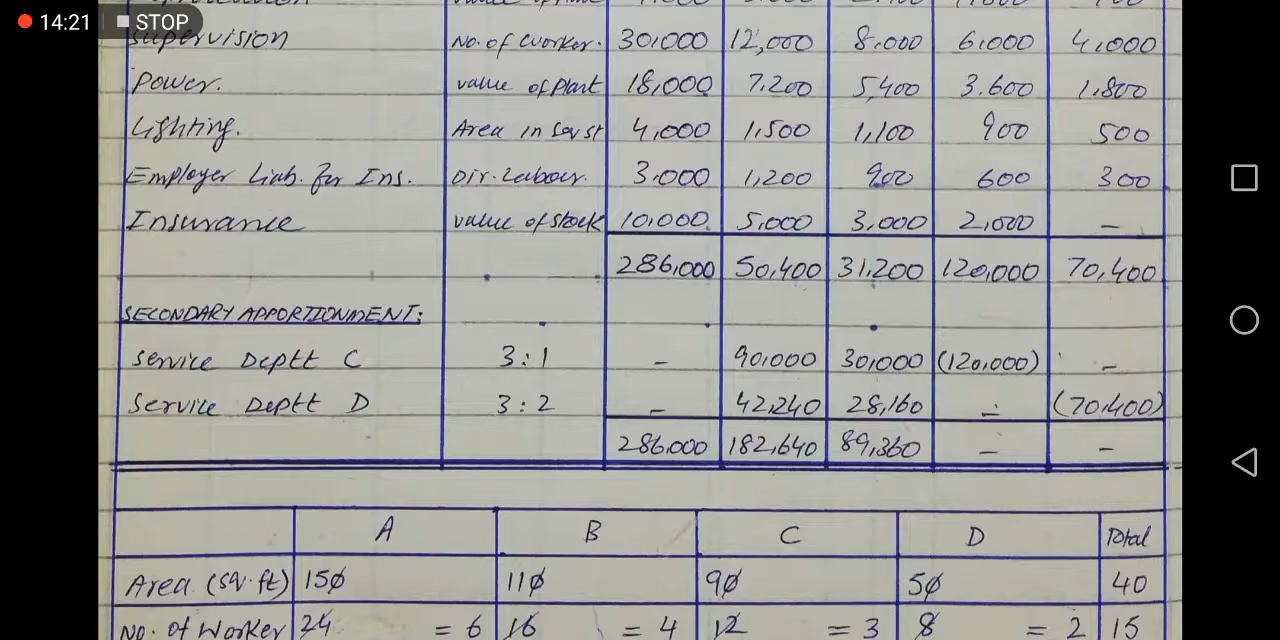 14:21 STOP
Supervision No. of Worker. 30,000 12,000 8,000 6,000 4,000
Power. value of plant 18,000 7,200 5,400 3,600 1,800
Lighting. Area in sqr st 4,000 1,500 1,100 900 500
Employer Liab. for Ins. Dir. Labour. 3,000 1,200 900 600 300
Insurance value of stock 10,000 5,000 3,000 2,000 –
286,000 50,400 31,200 120,000 70,400
SECONDARY APPORTIONMENT:
Service Deptt C 3:1 – 90,000 30,000 (120,000) –
Service Deptt D 3:2 – 42,240 28,160 – (70,400)
286,000 182,640 89,360 – –
A B C D Total
Area (sq.ft) 150 110 90 50 40
No. of Worker 24 = 6 16 = 4 12 = 3 8 = 2 15